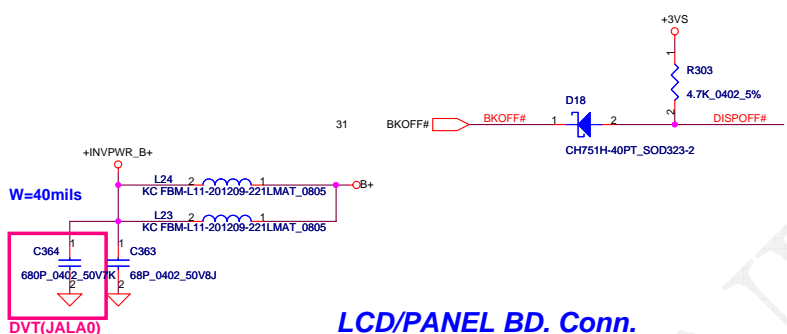 +3VS
1
R303
4.7K_0402_5%
2
D18
31
BKOFF#
BKOFF#
1
2
DISPOFF#
CH751H-40PT_SOD323-2
+INVPWR_B+
L24
2
1
KC FBM-L11-201209-221LMAT_0805
B+
W=40mils
L23
2
1
KC FBM-L11-201209-221LMAT_0805
C364
1
1
C363
680P_0402_50V7K
68P_0402_50V8J
2
2
DVT(JALA0)
LCD/PANEL BD. Conn.